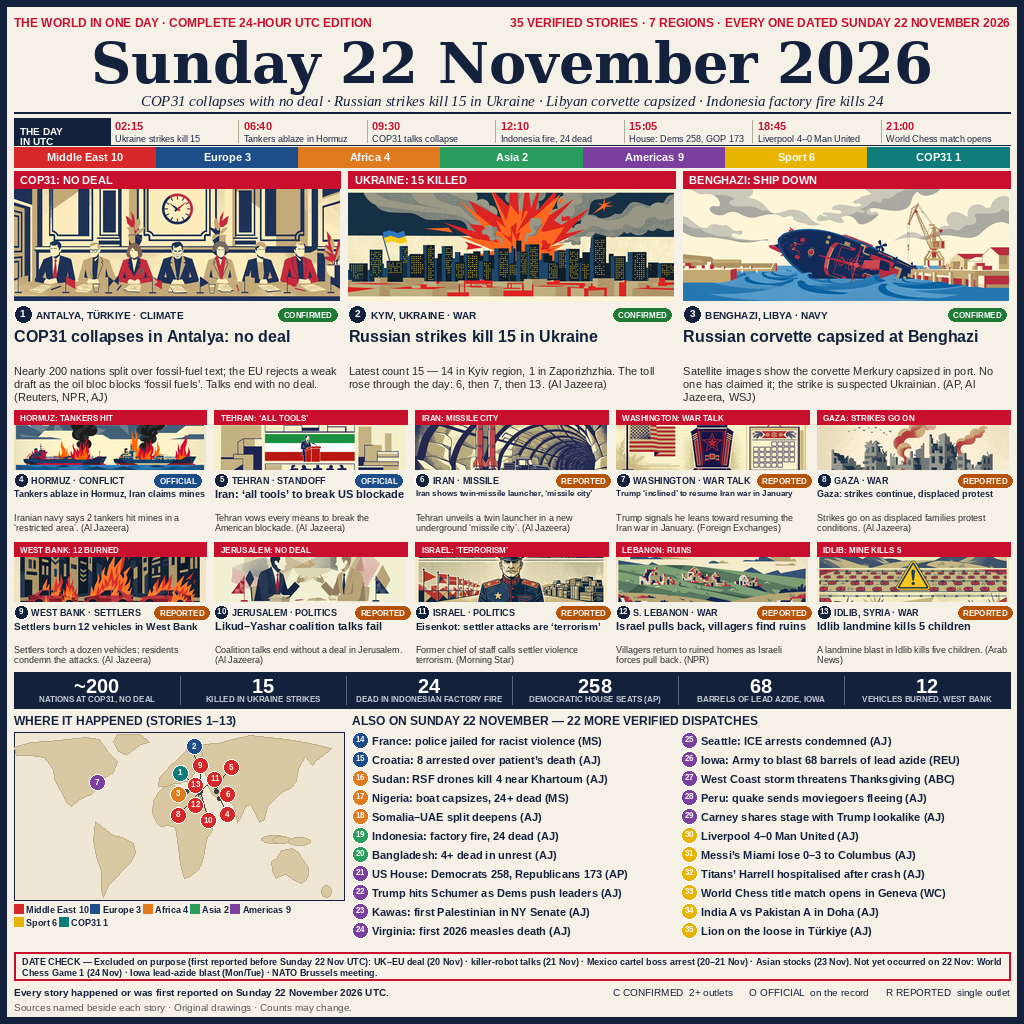 THE WORLD IN ONE DAY · COMPLETE 24-HOUR UTC EDITION
35 VERIFIED STORIES · 7 REGIONS · EVERY ONE DATED SUNDAY 22 NOVEMBER 2026
Sunday 22 November 2026
COP31 collapses with no deal · Russian strikes kill 15 in Ukraine · Libyan corvette capsized · Indonesia factory fire kills 24
THE DAY
IN UTC
02:15
Ukraine strikes kill 15
06:40
Tankers ablaze in Hormuz
09:30
COP31 talks collapse
12:10
Indonesia fire, 24 dead
15:05
House: Dems 258, GOP 173
18:45
Liverpool 4–0 Man United
21:00
World Chess match opens
Middle East 10
Europe 3
Africa 4
Asia 2
Americas 9
Sport 6
COP31 1
COP31: NO DEAL
1 ANTALYA, TÜRKIYE · CLIMATE CONFIRMED
COP31 collapses in Antalya: no deal
Nearly 200 nations split over fossil-fuel text; the EU rejects a weak
draft as the oil bloc blocks ‘fossil fuels’. Talks end with no deal.
(Reuters, NPR, AJ)
UKRAINE: 15 KILLED
2 KYIV, UKRAINE · WAR CONFIRMED
Russian strikes kill 15 in Ukraine
Latest count 15 — 14 in Kyiv region, 1 in Zaporizhzhia. The toll
rose through the day: 6, then 7, then 13. (Al Jazeera)
BENGHAZI: SHIP DOWN
3 BENGHAZI, LIBYA · NAVY CONFIRMED
Russian corvette capsized at Benghazi
Satellite images show the corvette Merkury capsized in port. No
one has claimed it; the strike is suspected Ukrainian. (AP, Al
Jazeera, WSJ)
HORMUZ: TANKERS HIT
4 HORMUZ · CONFLICT OFFICIAL
Tankers ablaze in Hormuz, Iran claims mines
Iranian navy says 2 tankers hit mines in a
‘restricted area’. (Al Jazeera)
TEHRAN: ‘ALL TOOLS’
5 TEHRAN · STANDOFF OFFICIAL
Iran: ‘all tools’ to break US blockade
Tehran vows every means to break the
American blockade. (Al Jazeera)
IRAN: MISSILE CITY
6 IRAN · MISSILE REPORTED
Iran shows twin-missile launcher, ‘missile city’
Tehran unveils a twin launcher in a new
underground ‘missile city’. (Al Jazeera)
WASHINGTON: WAR TALK
7 WASHINGTON · WAR TALK REPORTED
Trump ‘inclined’ to resume Iran war in January
Trump signals he leans toward resuming the
Iran war in January. (Foreign Exchanges)
GAZA: STRIKES GO ON
8 GAZA · WAR REPORTED
Gaza: strikes continue, displaced protest
Strikes go on as displaced families protest
conditions. (Al Jazeera)
WEST BANK: 12 BURNED
9 WEST BANK · SETTLERS REPORTED
Settlers burn 12 vehicles in West Bank
Settlers torch a dozen vehicles; residents
condemn the attacks. (Al Jazeera)
JERUSALEM: NO DEAL
10 JERUSALEM · POLITICS REPORTED
Likud–Yashar coalition talks fail
Coalition talks end without a deal in Jerusalem.
(Al Jazeera)
ISRAEL: ‘TERRORISM’
11 ISRAEL · POLITICS REPORTED
Eisenkot: settler attacks are ‘terrorism’
Former chief of staff calls settler violence
terrorism. (Morning Star)
LEBANON: RUINS
12 S. LEBANON · WAR REPORTED
Israel pulls back, villagers find ruins
Villagers return to ruined homes as Israeli
forces pull back. (NPR)
IDLIB: MINE KILLS 5
13 IDLIB, SYRIA · WAR REPORTED
Idlib landmine kills 5 children
A landmine blast in Idlib kills five children. (Arab
News)
~200
NATIONS AT COP31, NO DEAL
15
KILLED IN UKRAINE STRIKES
24
DEAD IN INDONESIAN FACTORY FIRE
258
DEMOCRATIC HOUSE SEATS (AP)
68
BARRELS OF LEAD AZIDE, IOWA
12
VEHICLES BURNED, WEST BANK
WHERE IT HAPPENED (STORIES 1–13)
2
9
5
1
7
13
11
3
6
12
8
10
4
Middle East 10 Europe 3 Africa 4 Asia 2 Americas 9
Sport 6 COP31 1
ALSO ON SUNDAY 22 NOVEMBER — 22 MORE VERIFIED DISPATCHES
14 France: police jailed for racist violence (MS)
15 Croatia: 8 arrested over patient’s death (AJ)
16 Sudan: RSF drones kill 4 near Khartoum (AJ)
17 Nigeria: boat capsizes, 24+ dead (MS)
18 Somalia–UAE split deepens (AJ)
19 Indonesia: factory fire, 24 dead (AJ)
20 Bangladesh: 4+ dead in unrest (AJ)
21 US House: Democrats 258, Republicans 173 (AP)
22 Trump hits Schumer as Dems push leaders (AJ)
23 Kawas: first Palestinian in NY Senate (AJ)
24 Virginia: first 2026 measles death (AJ)
25 Seattle: ICE arrests condemned (AJ)
26 Iowa: Army to blast 68 barrels of lead azide (REU)
27 West Coast storm threatens Thanksgiving (ABC)
28 Peru: quake sends moviegoers fleeing (AJ)
29 Carney shares stage with Trump lookalike (AJ)
30 Liverpool 4–0 Man United (AJ)
31 Messi’s Miami lose 0–3 to Columbus (AJ)
32 Titans’ Harrell hospitalised after crash (AJ)
33 World Chess title match opens in Geneva (WC)
34 India A vs Pakistan A in Doha (AJ)
35 Lion on the loose in Türkiye (AJ)
DATE CHECK — Excluded on purpose (first reported before Sunday 22 Nov UTC): UK–EU deal (20 Nov) · killer-robot talks (21 Nov) · Mexico cartel boss arrest (20–21 Nov) · Asian stocks (23 Nov). Not yet occurred on 22 Nov: World
Chess Game 1 (24 Nov) · Iowa lead-azide blast (Mon/Tue) · NATO Brussels meeting.
Every story happened or was first reported on Sunday 22 November 2026 UTC.
C CONFIRMED 2+ outlets O OFFICIAL on the record R REPORTED single outlet
Sources named beside each story · Original drawings · Counts may change.